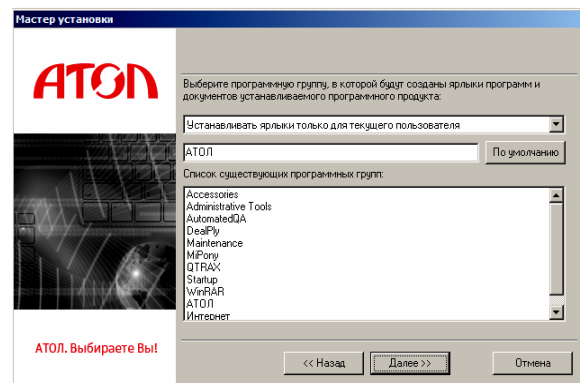 Мастер установки
АТОЛ
Выберите программную группу, в которой будут созданы ярлыки программ и
документов устанавливаемого программного продукта:
Устанавливать ярлыки только для текущего пользователя
АТОЛ
По умолчанию
Список существующих программных групп:
Accessories
Administrative Tools
AutomatedQA
DealPly
Maintenance
MiPony
QTRAX
Startup
WinRAR
АТОЛ
Интернет
АТОЛ. Выбираете Вы!
<< Назад
Далее >>
Отмена